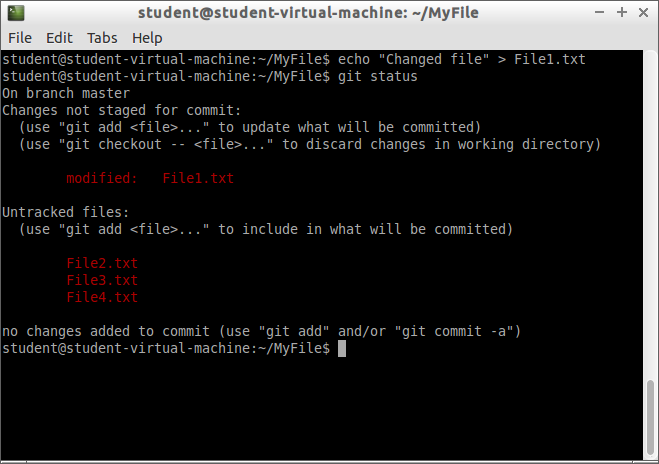 student@student-virtual-machine: ~/MyFile
File Edit Tabs Help
student@student-virtual-machine:~/MyFile$ echo "Changed file" > File1.txt
student@student-virtual-machine:~/MyFile$ git status
On branch master
Changes not staged for commit:
  (use "git add <file>..." to update what will be committed)
  (use "git checkout -- <file>..." to discard changes in working directory)
        modified:   File1.txt
Untracked files:
  (use "git add <file>..." to include in what will be committed)
        File2.txt
        File3.txt
        File4.txt
no changes added to commit (use "git add" and/or "git commit -a")
student@student-virtual-machine:~/MyFile$